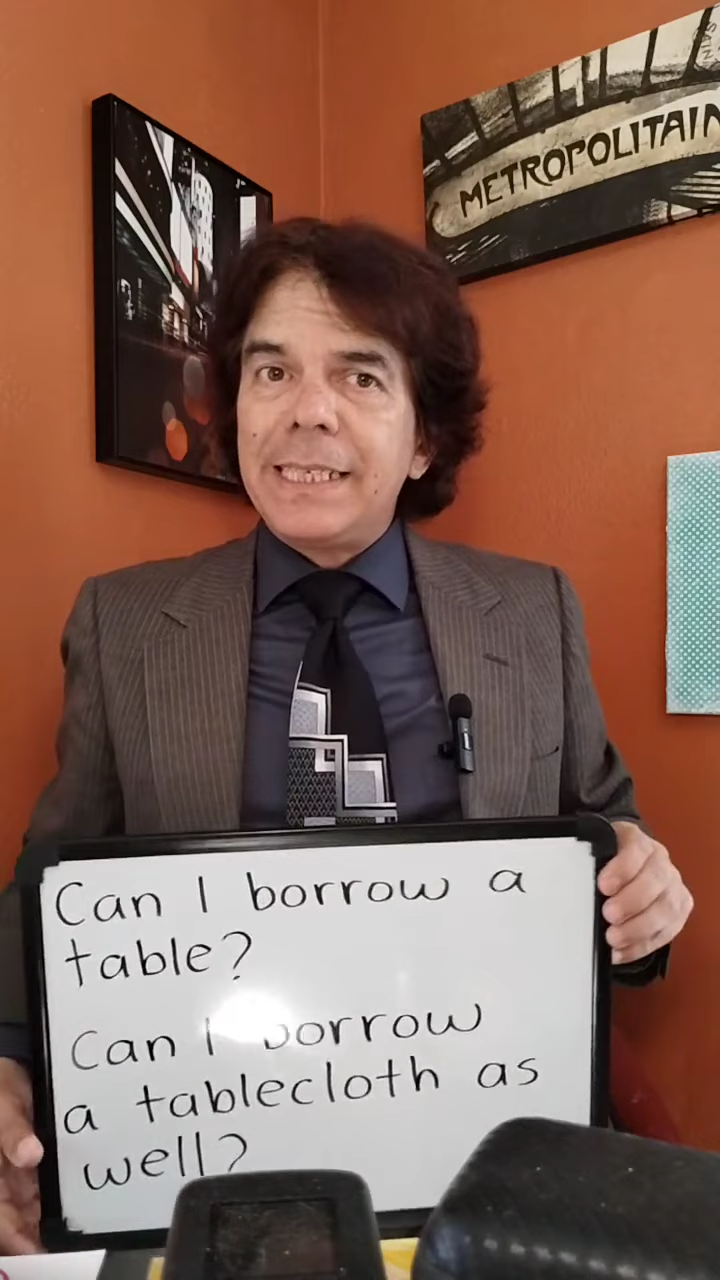 METROPOLITAIN
Can I borrow a
table?
Can I borrow
a tablecloth as
well?